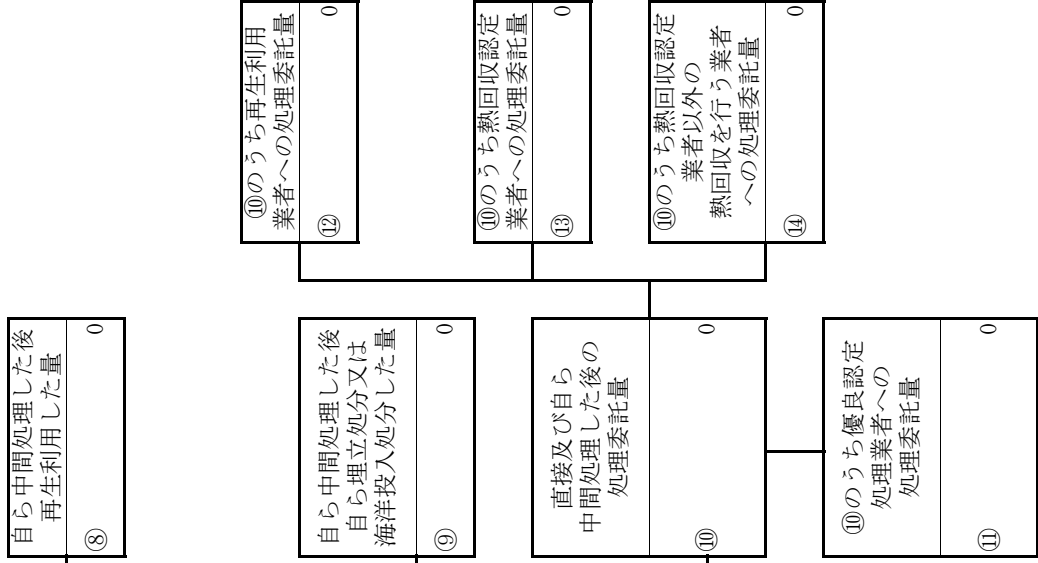 自ら中間処理した後
再生利用した量
⑧ 0
自ら中間処理した後
自ら埋立処分又は
海洋投入処分した量
⑨ 0
直接及び自ら
中間処理した後の
処理委託量
⑩ 0
⑩のうち優良認定
処理業者への
処理委託量
⑪ 0
⑩のうち再生利用
業者への処理委託量
⑫ 0
⑩のうち熱回収認定
業者への処理委託量
⑬ 0
⑩のうち熱回収認定
業者以外の
熱回収を行う業者
への処理委託量
⑭ 0